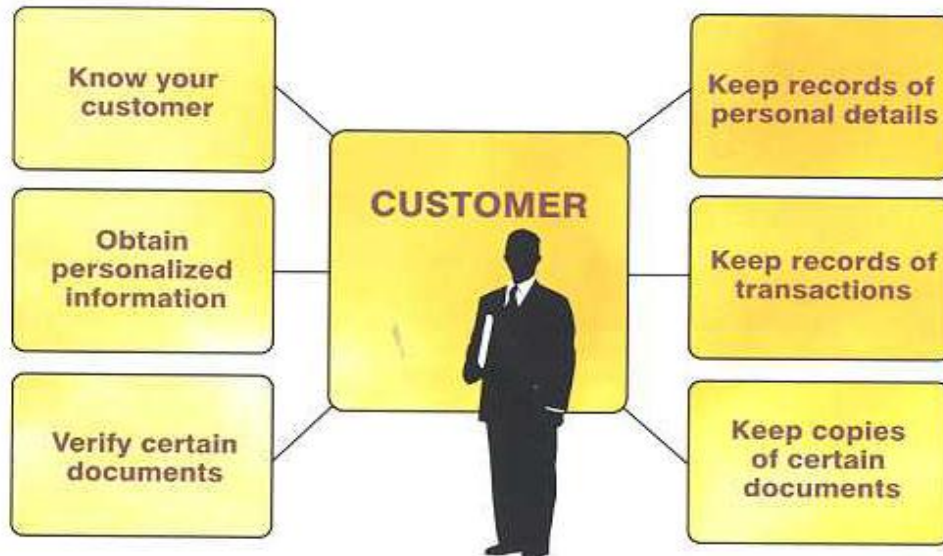 Know your
customer
Obtain
personalized
information
Verify certain
documents
CUSTOMER
Keep records of
personal details
Keep records of
transactions
Keep copies
of certain
documents